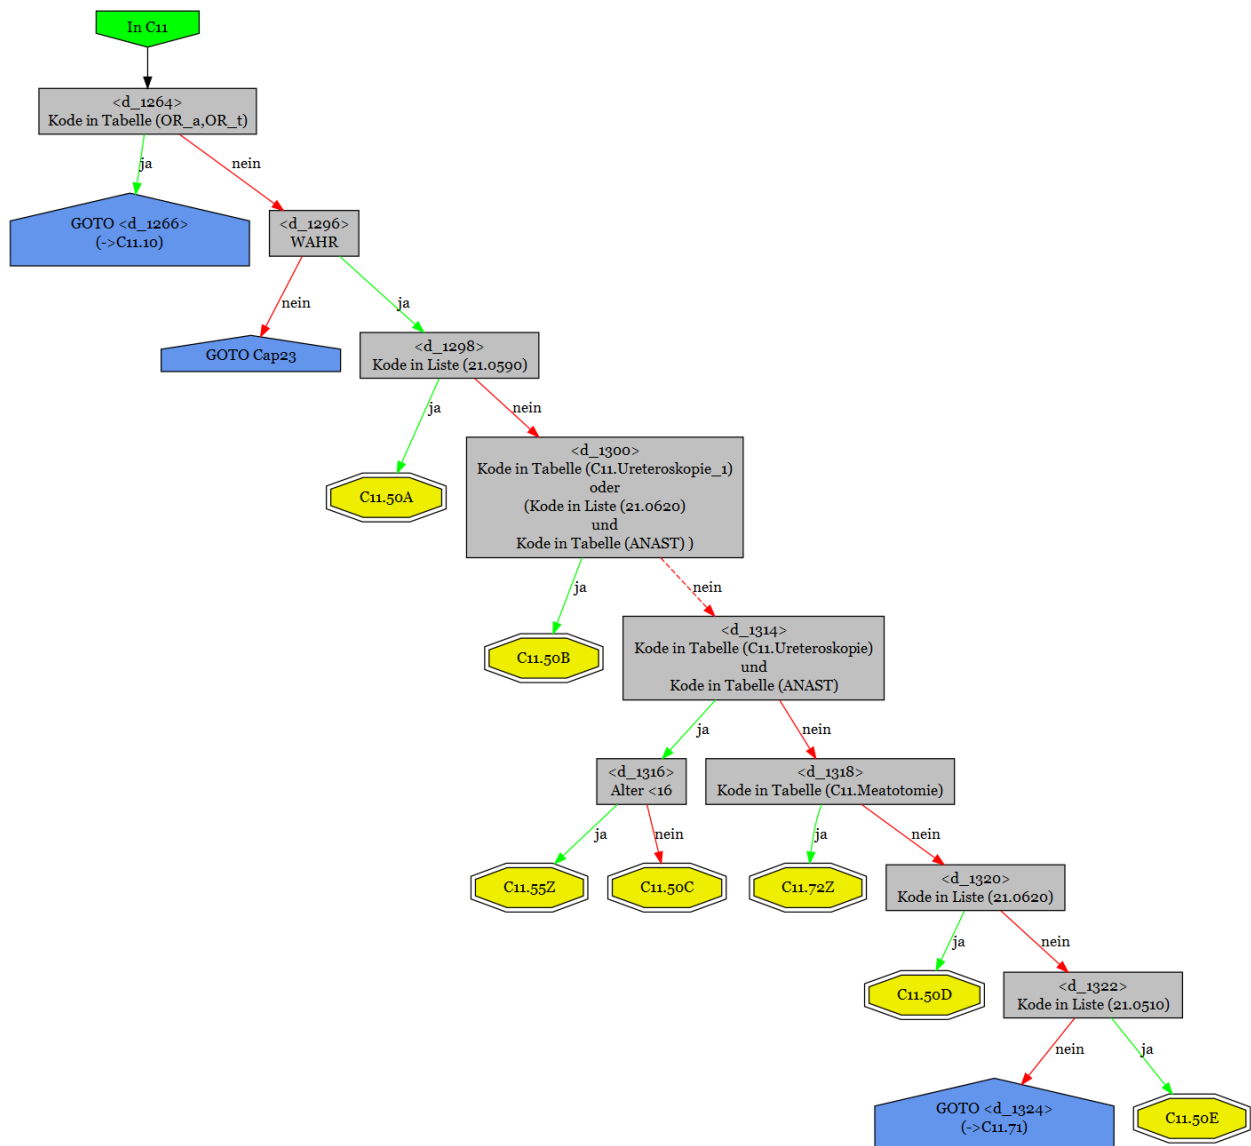 In C11
<d_1264>
Kode in Tabelle (OR_a,OR_t)
ja
nein
GOTO <d_1266>
(->C11.10)
<d_1296>
WAHR
nein
ja
GOTO Cap23
<d_1298>
Kode in Liste (21.0590)
ja
nein
C11.50A
<d_1300>
Kode in Tabelle (C11.Ureteroskopie_1)
oder
(Kode in Liste (21.0620)
und
Kode in Tabelle (ANAST) )
ja
nein
C11.50B
<d_1314>
Kode in Tabelle (C11.Ureteroskopie)
und
Kode in Tabelle (ANAST)
ja
nein
<d_1316>
Alter <16
<d_1318>
Kode in Tabelle (C11.Meatotomie)
ja
nein
ja
nein
C11.55Z
C11.50C
C11.72Z
<d_1320>
Kode in Liste (21.0620)
ja
nein
C11.50D
<d_1322>
Kode in Liste (21.0510)
nein
ja
GOTO <d_1324>
(->C11.71)
C11.50E